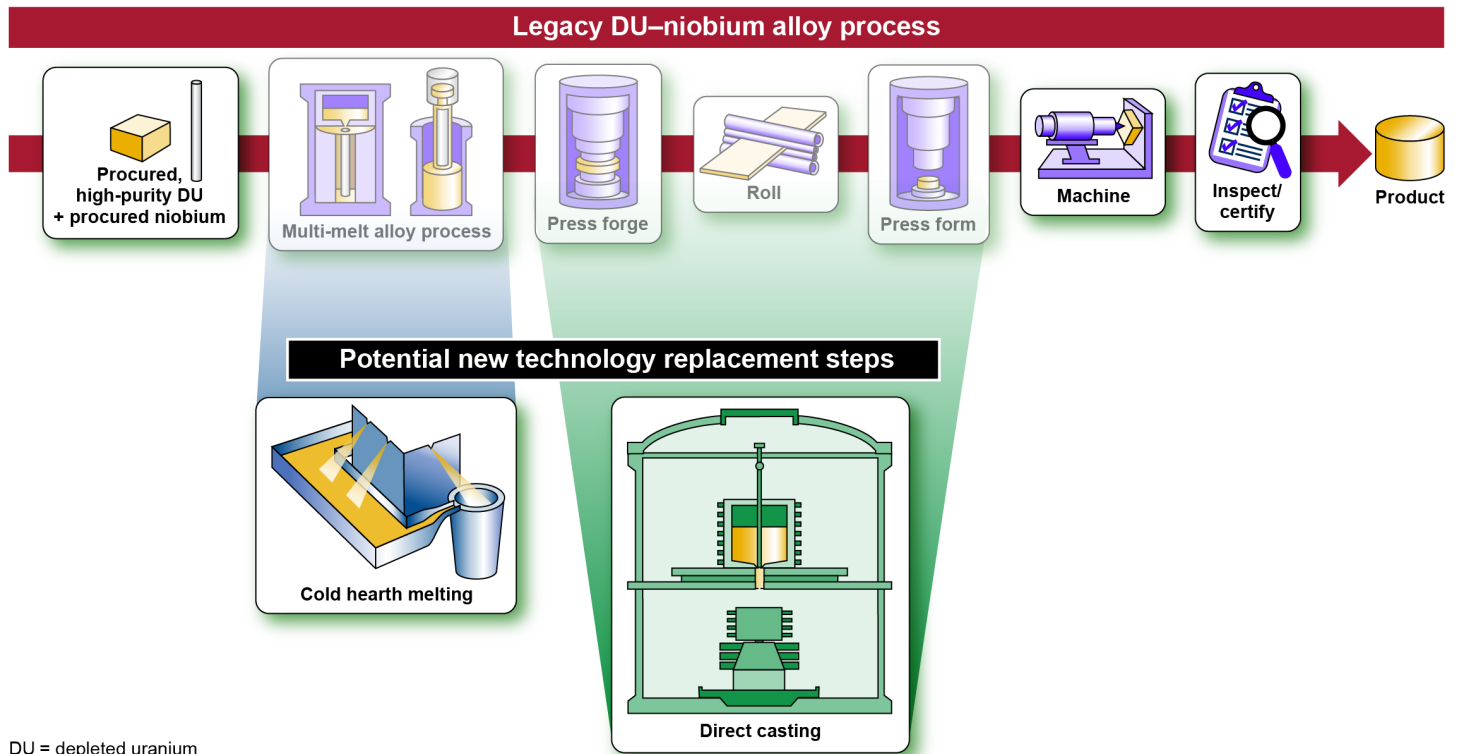 Legacy DU–niobium alloy process
Procured,
high-purity DU
+ procured niobium
Multi-melt alloy process
Press forge
Roll
Press form
Machine
Inspect/
certify
Product
Potential new technology replacement steps
Cold hearth melting
Direct casting
DU = depleted uranium